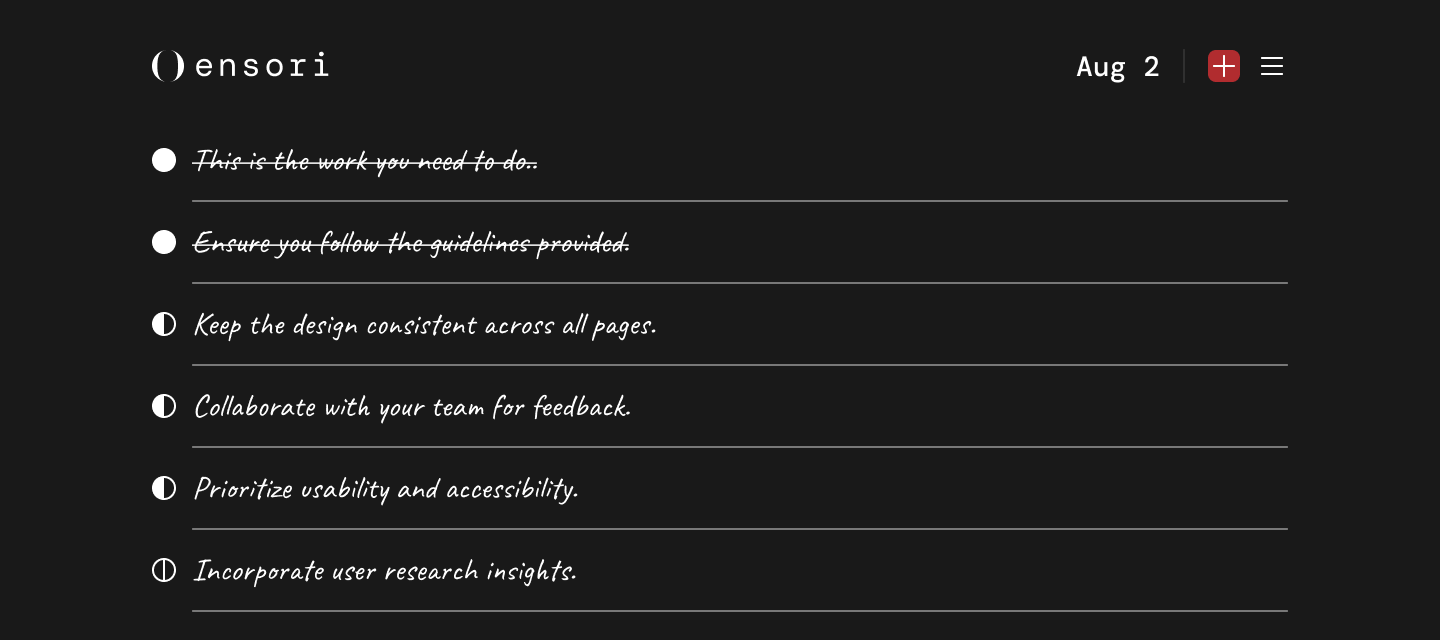 ensori
Aug 2
This is the work you need to do..
Ensure you follow the guidelines provided.
Keep the design consistent across all pages.
Collaborate with your team for feedback.
Prioritize usability and accessibility.
Incorporate user research insights.